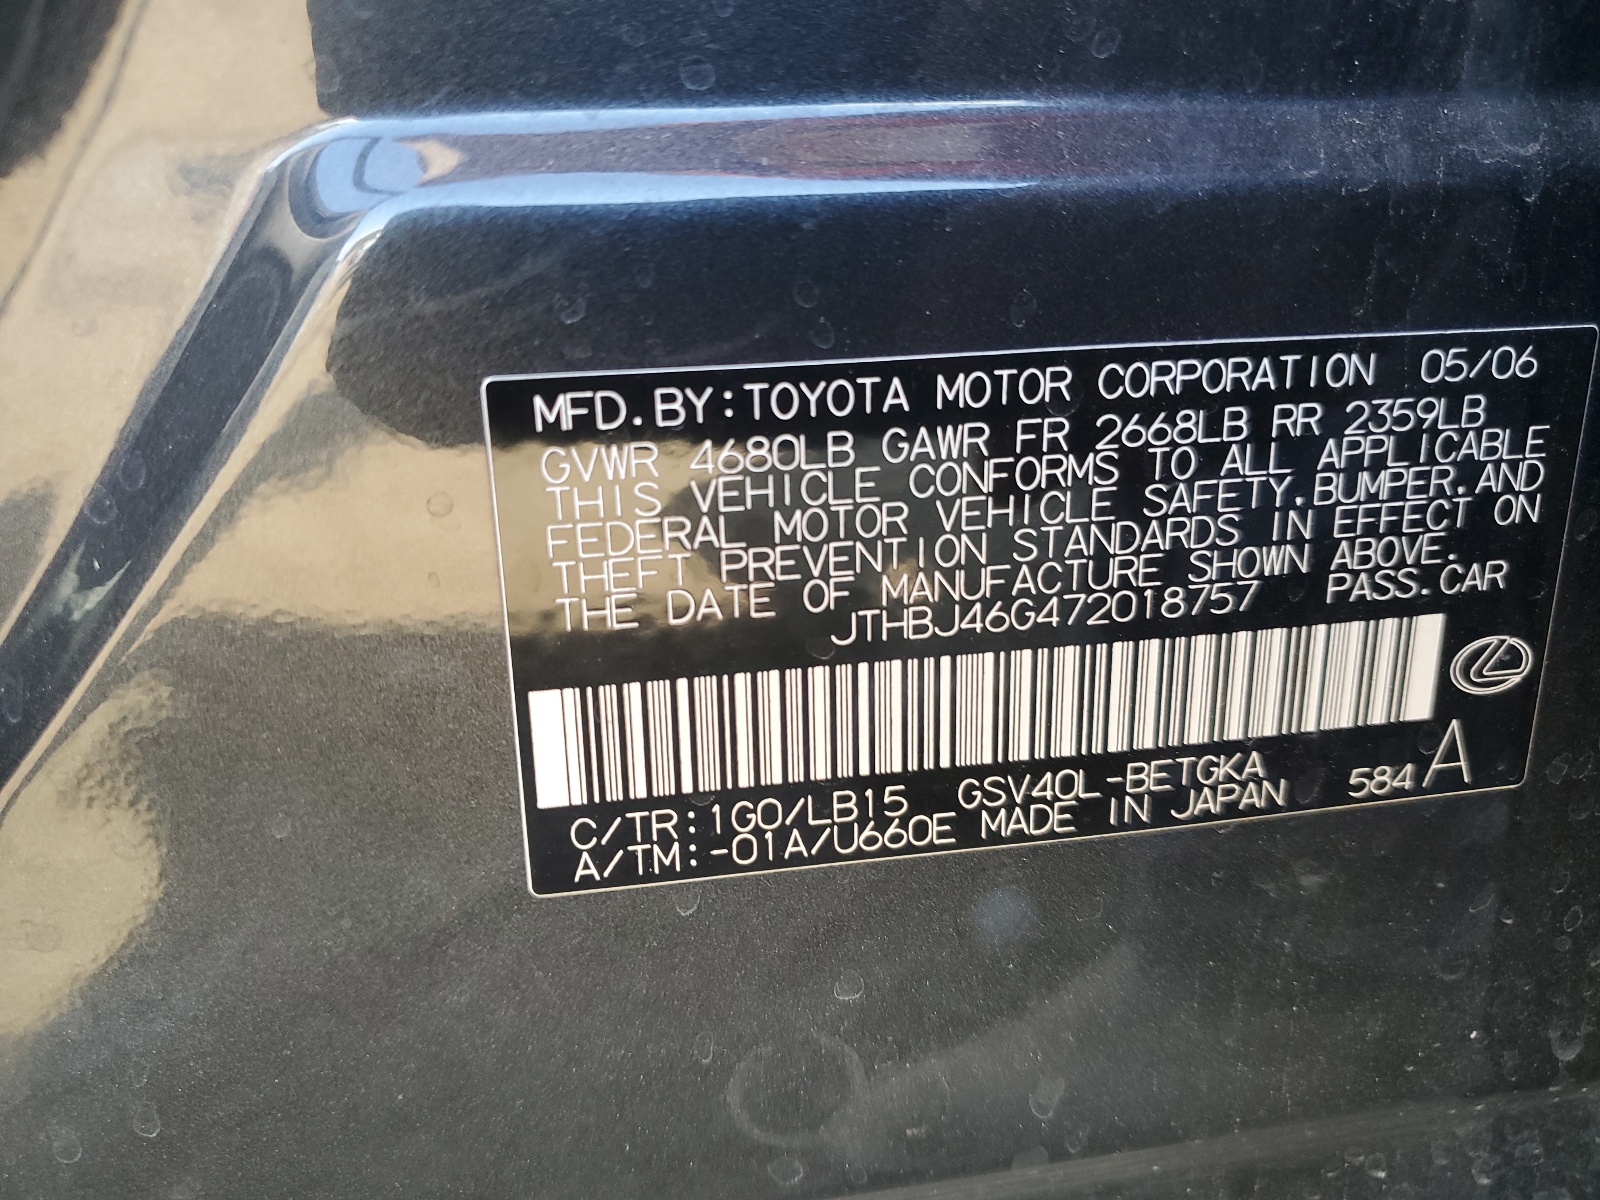 MFD. BY: TOYOTA MOTOR CORPORATION 05/06
GVWR 4680LB GAWR FR 2668LB RR 2359LB
THIS VEHICLE CONFORMS TO ALL APPLICABLE
FEDERAL MOTOR VEHICLE SAFETY, BUMPER, AND
THEFT PREVENTION STANDARDS IN EFFECT ON
THE DATE OF MANUFACTURE SHOWN ABOVE.
JTHBJ46G472018757 PASS. CAR
C/TR: 1G0/LB15 GSV40L-BETGKA 584 A
A/TM: -01A/U660E MADE IN JAPAN